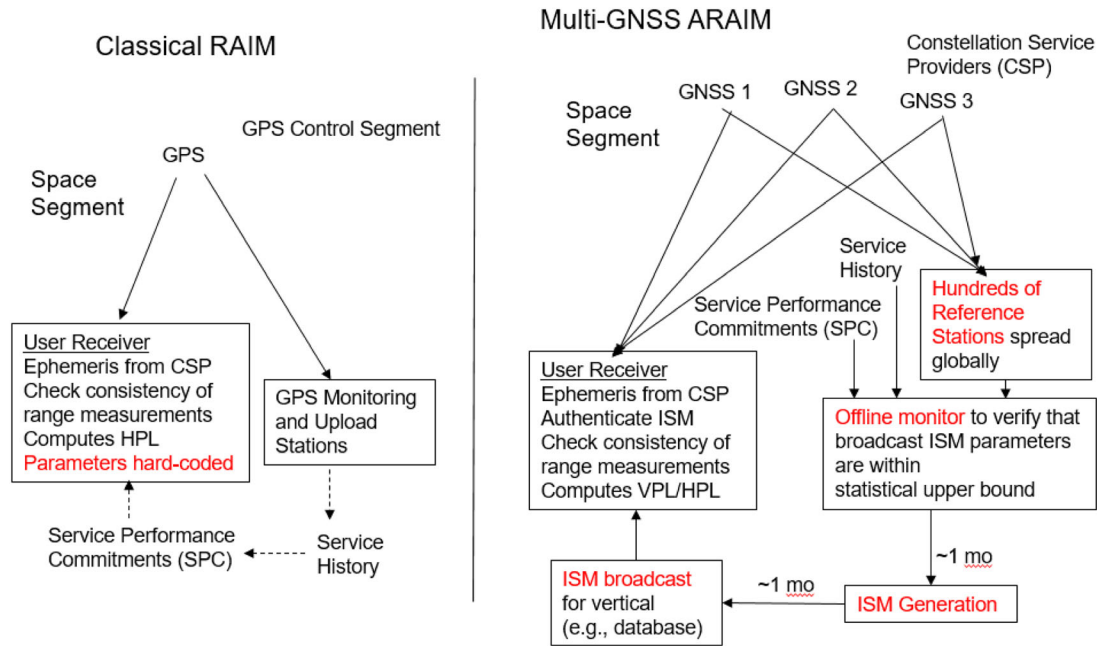 Classical RAIM
GPS Control Segment
GPS
Space
Segment
User Receiver
Ephemeris from CSP
Check consistency of
range measurements
Computes HPL
Parameters hard-coded
GPS Monitoring
and Upload
Stations
Service Performance
Commitments (SPC)
Service
History
Multi-GNSS ARAIM
Constellation Service
Providers (CSP)
GNSS 1
GNSS 2
GNSS 3
Space
Segment
Service
History
Service Performance
Commitments (SPC)
Hundreds of
Reference
Stations spread
globally
User Receiver
Ephemeris from CSP
Authenticate ISM
Check consistency of
range measurements
Computes VPL/HPL
Offline monitor to verify that
broadcast ISM parameters
are within
statistical upper bound
~1 mo
ISM Generation
~1 mo
ISM broadcast
for vertical
(e.g., database)